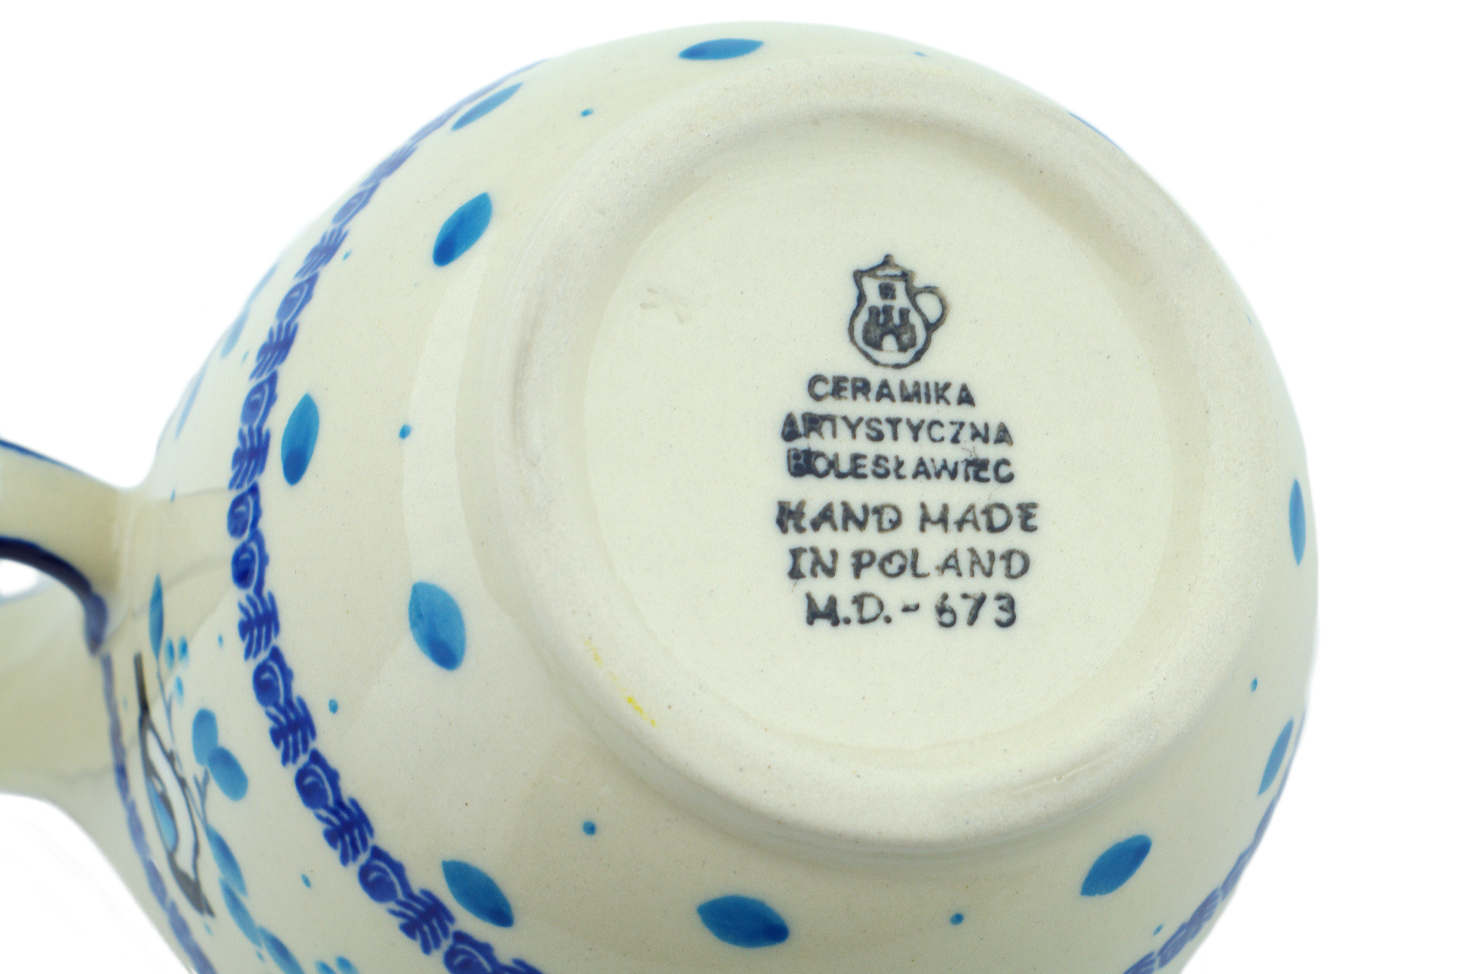 CERAMIKA
ARTYSTYCZNA
BOLESŁAWIEC
HAND MADE
IN POLAND
M.D.-673